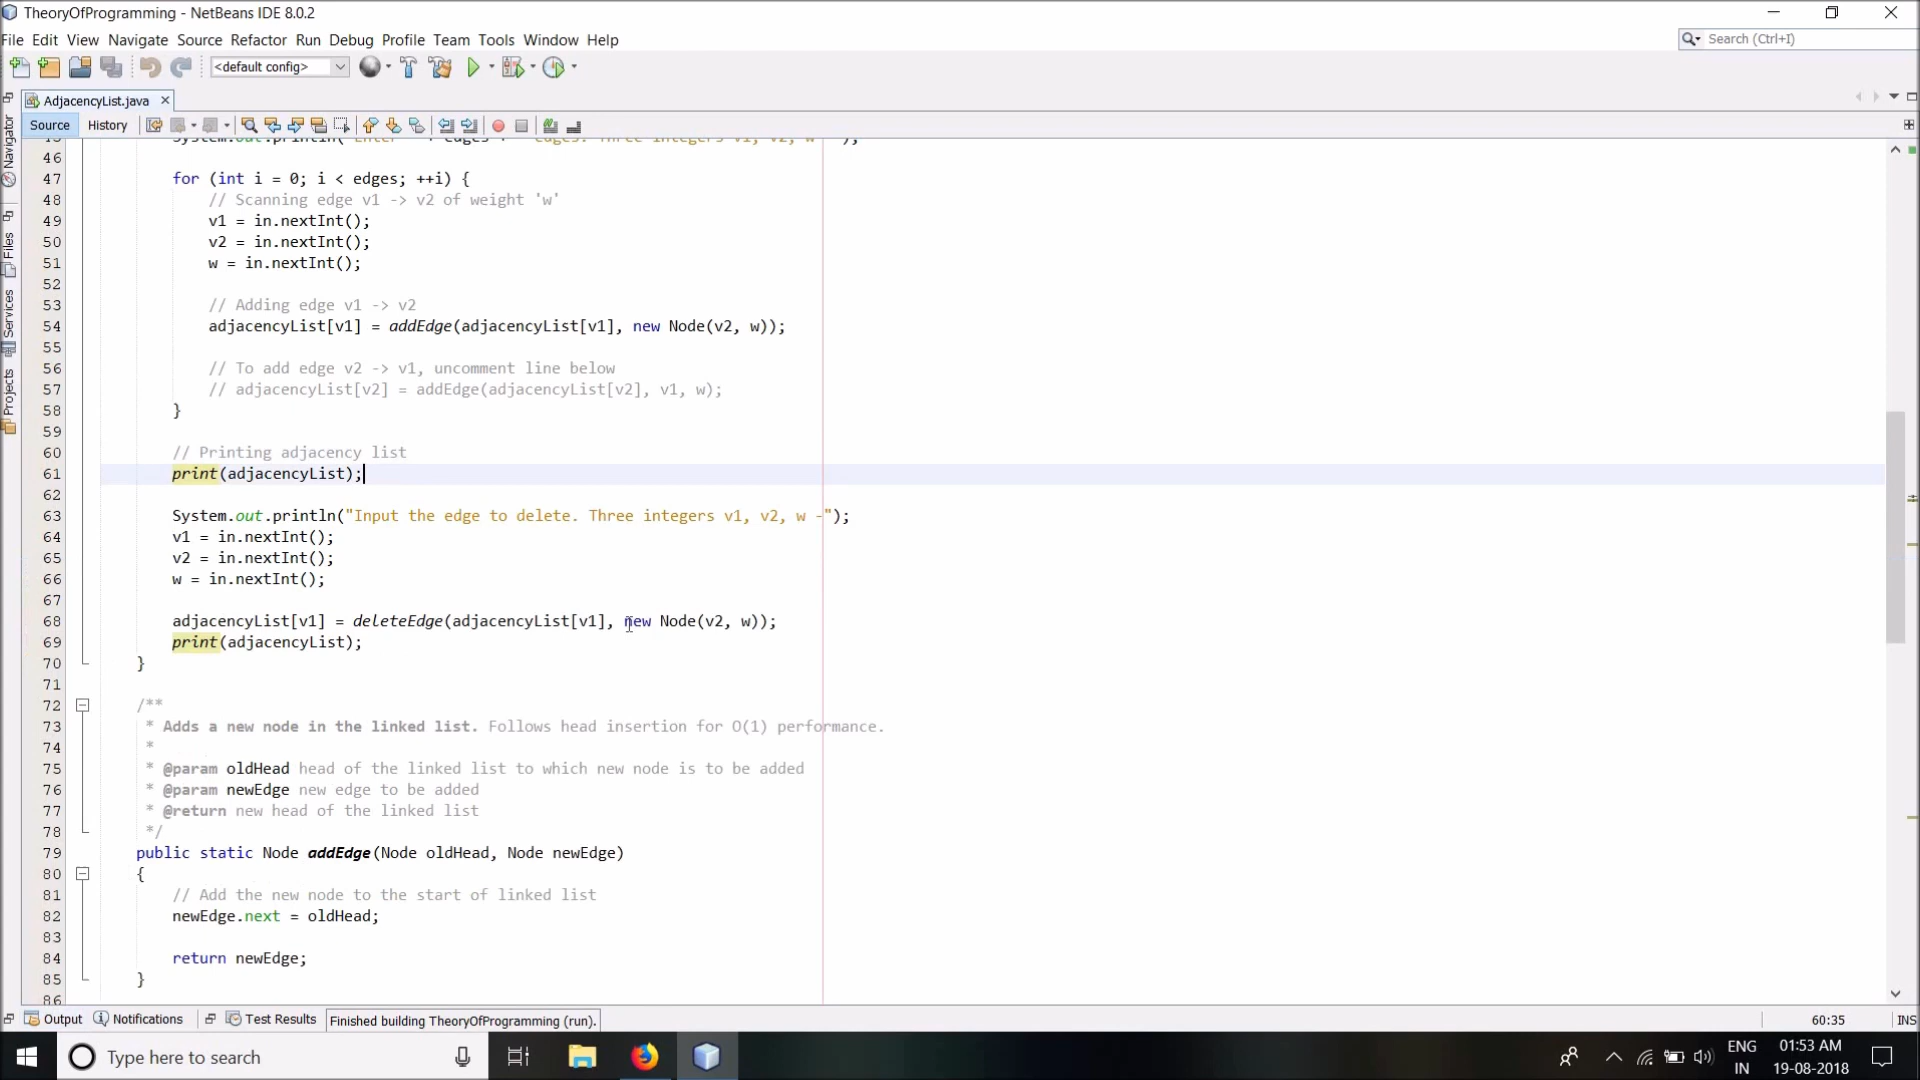 TheoryOfProgramming - NetBeans IDE 8.0.2
File Edit View Navigate Source Refactor Run Debug Profile Team Tools Window Help
Search (Ctrl+I)
<default config>
AdjacencyList.java
Source History
Navigator
Files
Services
Projects
46
47 for (int i = 0; i < edges; ++i) {
48 // Scanning edge v1 -> v2 of weight 'w'
49 v1 = in.nextInt();
50 v2 = in.nextInt();
51 w = in.nextInt();
52
53 // Adding edge v1 -> v2
54 adjacencyList[v1] = addEdge(adjacencyList[v1], new Node(v2, w));
55
56 // To add edge v2 -> v1, uncomment line below
57 // adjacencyList[v2] = addEdge(adjacencyList[v2], v1, w);
58 }
59
60 // Printing adjacency list
61 print(adjacencyList);
62
63 System.out.println("Input the edge to delete. Three integers v1, v2, w -");
64 v1 = in.nextInt();
65 v2 = in.nextInt();
66 w = in.nextInt();
67
68 adjacencyList[v1] = deleteEdge(adjacencyList[v1], new Node(v2, w));
69 print(adjacencyList);
70 }
71
72 /**
73 * Adds a new node in the linked list. Follows head insertion for O(1) performance.
74 *
75 * @param oldHead head of the linked list to which new node is to be added
76 * @param newEdge new edge to be added
77 * @return new head of the linked list
78 */
79 public static Node addEdge(Node oldHead, Node newEdge)
80 {
81 // Add the new node to the start of linked list
82 newEdge.next = oldHead;
83
84 return newEdge;
85 }
86
Output Notifications Test Results Finished building TheoryOfProgramming (run). 60:35 INS
Type here to search
ENG
IN
01:53 AM
19-08-2018